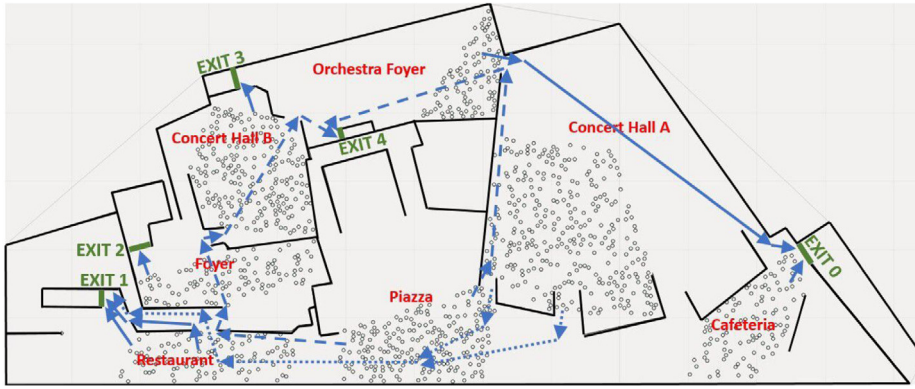 EXIT 3
Orchestra Foyer
Concert Hall B
EXIT 4
Concert Hall A
EXIT 2
Foyer
EXIT 0
EXIT 1
Piazza
Cafeteria
Restaurant